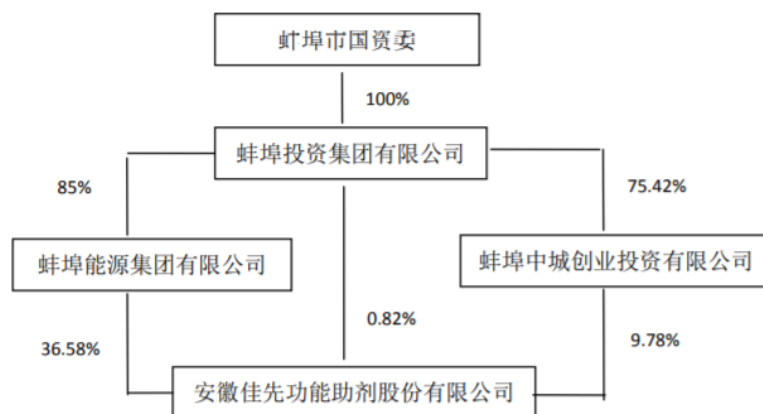 蚌埠市国资委
100%
蚌埠投资集团有限公司
85%
75.42%
蚌埠能源集团有限公司
蚌埠中城创业投资有限公司
0.82%
36.58%
9.78%
安徽佳先功能助剂股份有限公司